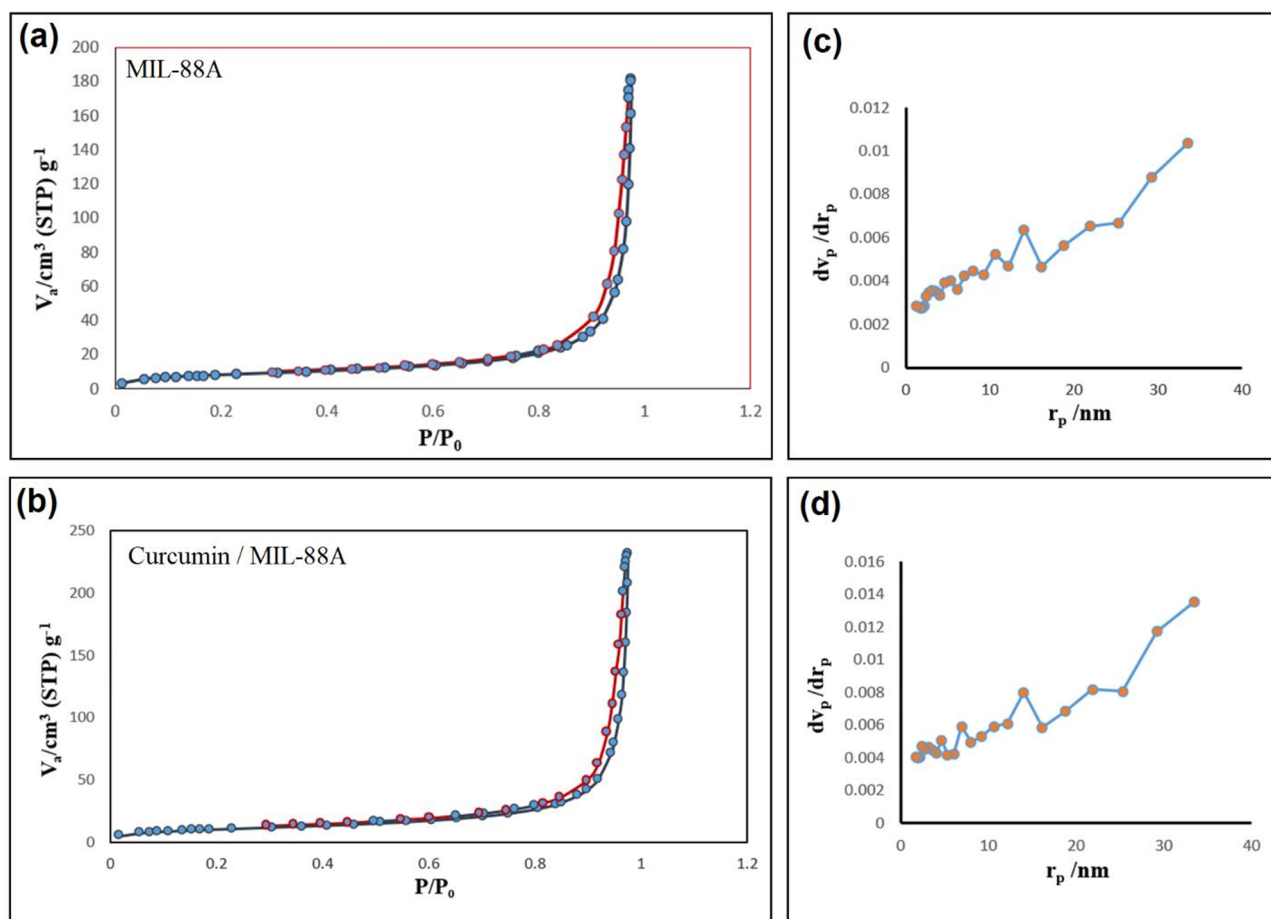 (a)
MIL-88A
Vₐ/cm³ (STP) g⁻¹
200
180
160
140
120
100
80
60
40
20
0
0 0.2 0.4 0.6 0.8 1 1.2
P/P₀
(c)
dvₚ/drₚ
0.012
0.01
0.008
0.006
0.004
0.002
0
0 10 20 30 40
rₚ /nm
(b)
Curcumin / MIL-88A
Vₐ/cm³ (STP) g⁻¹
250
200
150
100
50
0
0 0.2 0.4 0.6 0.8 1 1.2
P/P₀
(d)
dvₚ/drₚ
0.016
0.014
0.012
0.01
0.008
0.006
0.004
0.002
0
0 10 20 30 40
rₚ /nm